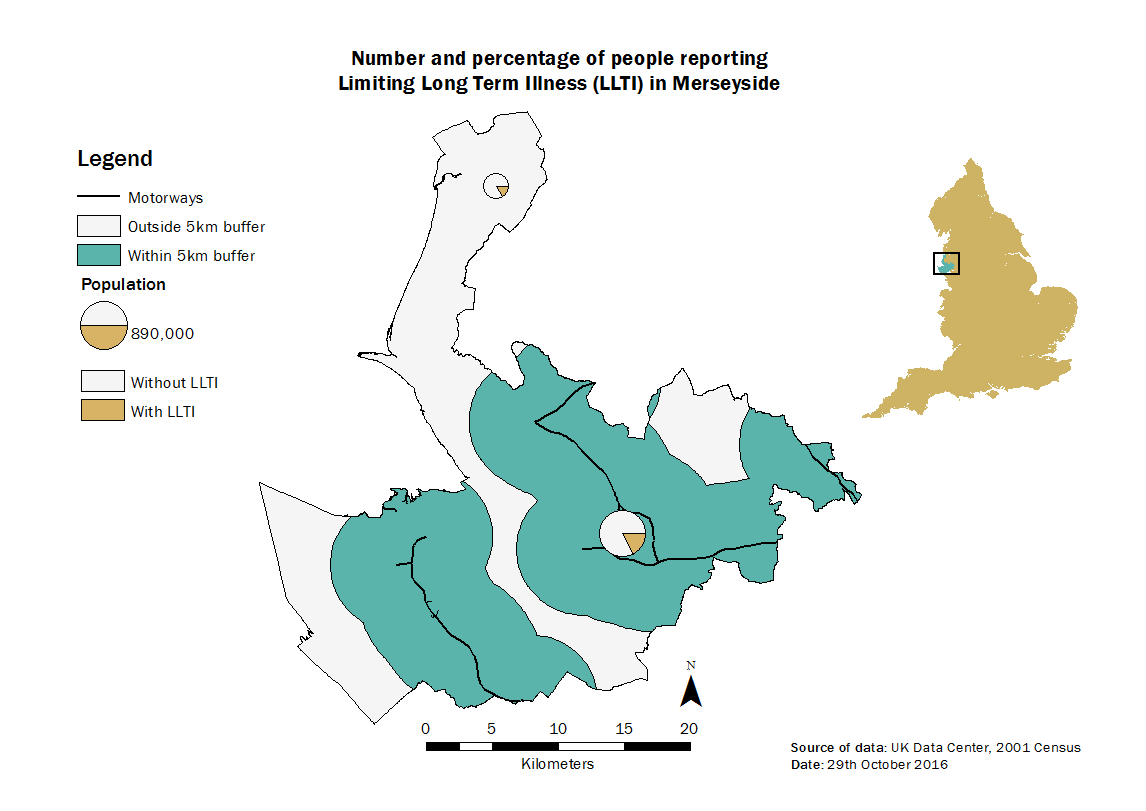 Number and percentage of people reporting
Limiting Long Term Illness (LLTI) in Merseyside
Legend
Motorways
Outside 5km buffer
Within 5km buffer
Population
890,000
Without LLTI
With LLTI
N
0 5 10 15 20
Kilometers
Source of data: UK Data Center, 2001 Census
Date: 29th October 2016